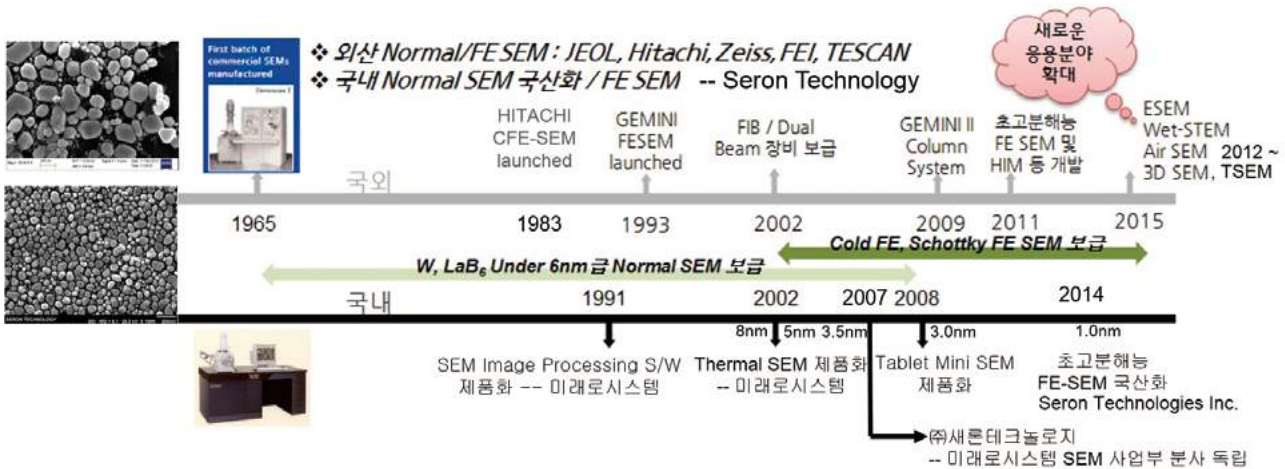 First batch of
commercial SEMs
manufactured
❖ 외산 Normal/FE SEM : JEOL, Hitachi, Zeiss, FEI, TESCAN
❖ 국내 Normal SEM 국산화 / FE SEM -- Seron Technology
새로운
응용분야
확대
HITACHI
CFE-SEM
launched
GEMINI
FESEM
launched
FIB / Dual
Beam 장비 보급
GEMINI II
Column
System
초고분해능
FE SEM 및
HIM 등 개발
ESEM
Wet-STEM
Air SEM 2012 ~
3D SEM, TSEM
국외
1965
1983
1993
2002
2009
2011
2015
Cold FE, Schottky FE SEM 보급
W, LaB₆ Under 6nm급 Normal SEM 보급
국내
1991
2002
2007
2008
2014
8nm
5nm
3.5nm
3.0nm
1.0nm
SEM Image Processing S/W
제품화 -- 미래로시스템
Thermal SEM 제품화
-- 미래로시스템
Tablet Mini SEM
제품화
초고분해능
FE-SEM 국산화
Seron Technologies Inc.
㈜새론테크놀로지
-- 미래로시스템 SEM 사업부 분사 독립
SERON TECHNOLOGY